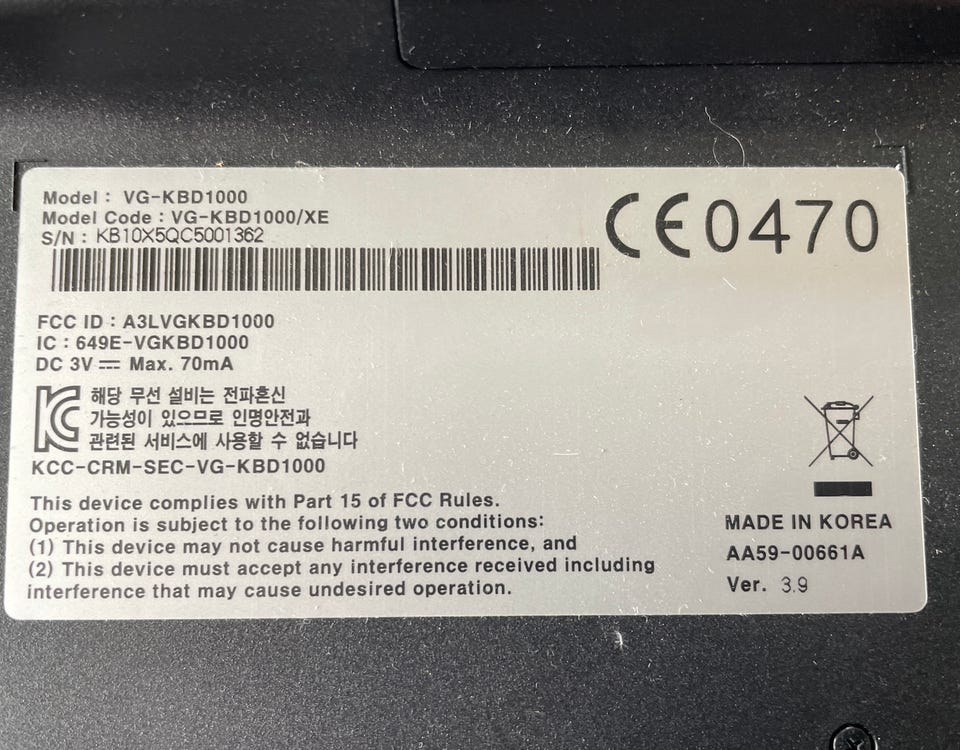 Model : VG-KBD1000
Model Code : VG-KBD1000/XE
S/N : KB10X5QC5001362
CE0470
FCC ID : A3LVGKBD1000
IC : 649E-VGKBD1000
DC 3V ⎓ Max. 70mA
해당 무선 설비는 전파혼신
가능성이 있으므로 인명안전과
관련된 서비스에 사용할 수 없습니다
KCC-CRM-SEC-VG-KBD1000
This device complies with Part 15 of FCC Rules.
Operation is subject to the following two conditions:
(1) This device may not cause harmful interference, and
(2) This device must accept any interference received including
interference that may cause undesired operation.
MADE IN KOREA
AA59-00661A
Ver. 3.9